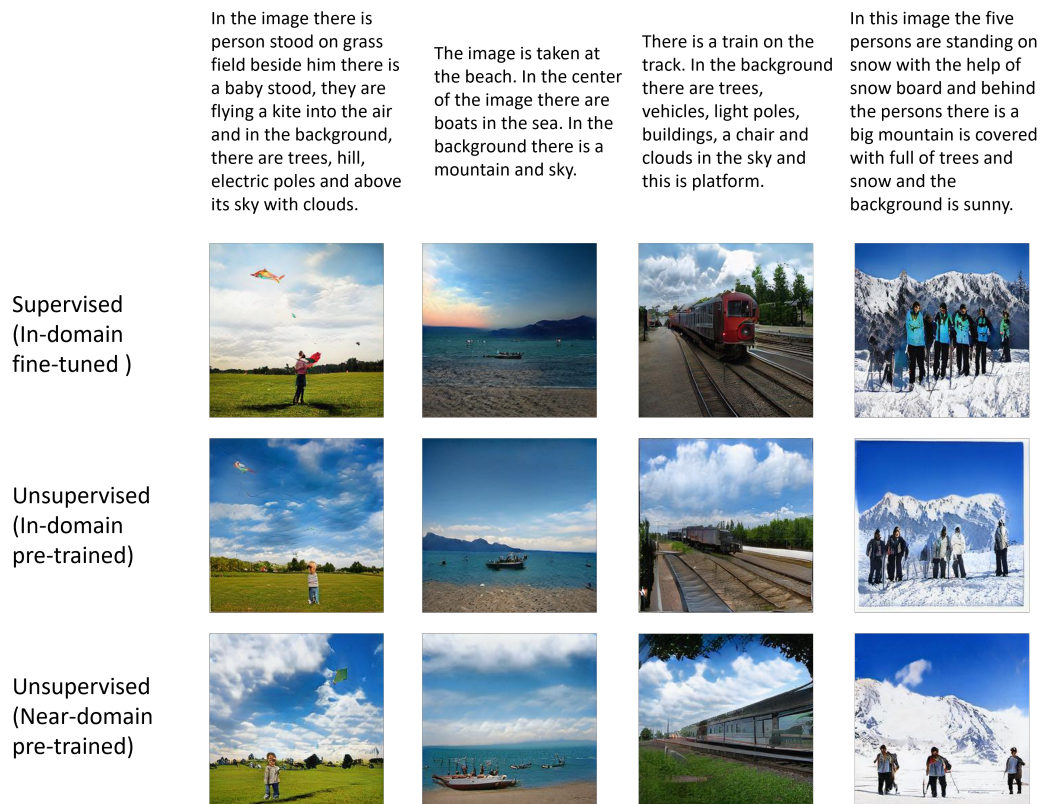 In the image there is
person stood on grass
field beside him there is
a baby stood, they are
flying a kite into the air
and in the background,
there are trees, hill,
electric poles and above
its sky with clouds.
The image is taken at
the beach. In the center
of the image there are
boats in the sea. In the
background there is a
mountain and sky.
There is a train on the
track. In the background
there are trees,
vehicles, light poles,
buildings, a chair and
clouds in the sky and
this is platform.
In this image the five
persons are standing on
snow with the help of
snow board and behind
the persons there is a
big mountain is covered
with full of trees and
snow and the
background is sunny.
Supervised
(In-domain
fine-tuned )
Unsupervised
(In-domain
pre-trained)
Unsupervised
(Near-domain
pre-trained)